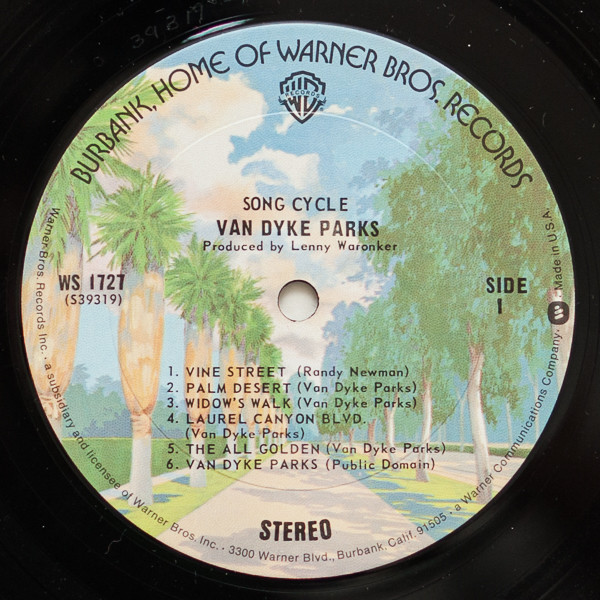 BURBANK, HOME OF WARNER BROS. RECORDS
RECORDS
SONG CYCLE
VAN DYKE PARKS
Produced by Lenny Waronker
WS 1727
(S39319)
SIDE
1
1. VINE STREET (Randy Newman)
2. PALM DESERT (Van Dyke Parks)
3. WIDOW'S WALK (Van Dyke Parks)
4. LAUREL CANYON BLVD.
(Van Dyke Parks)
5. THE ALL GOLDEN (Van Dyke Parks)
6. VAN DYKE PARKS (Public Domain)
STEREO
Warner Bros. Records Inc. · a subsidiary and licensee of Warner Bros. Inc. · 3300 Warner Blvd., Burbank, Calif. 91505 · a Warner Communications Company · Made in U.S.A.